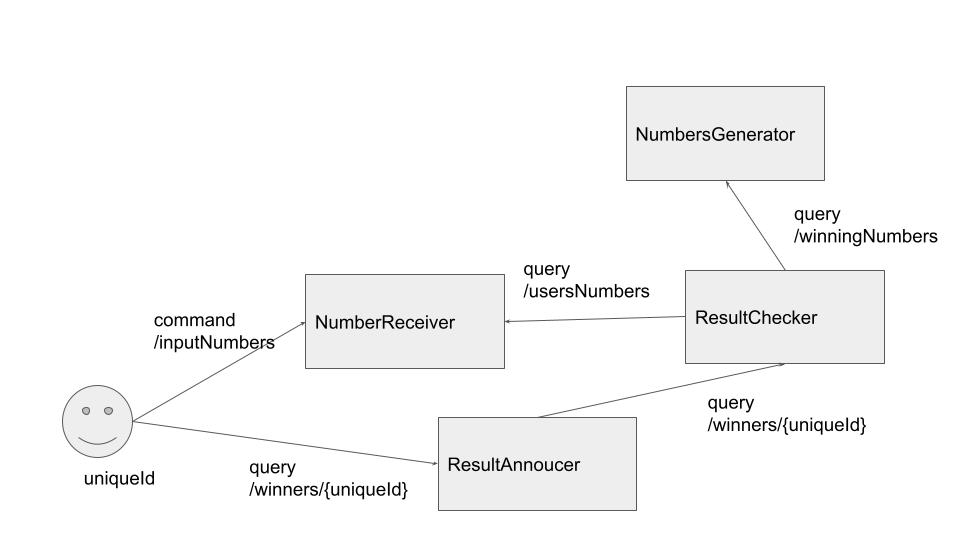 NumbersGenerator
query
/winningNumbers
query
/usersNumbers
ResultChecker
NumberReceiver
command
/inputNumbers
query
/winners/{uniqueId}
ResultAnnoucer
query
/winners/{uniqueId}
uniqueId